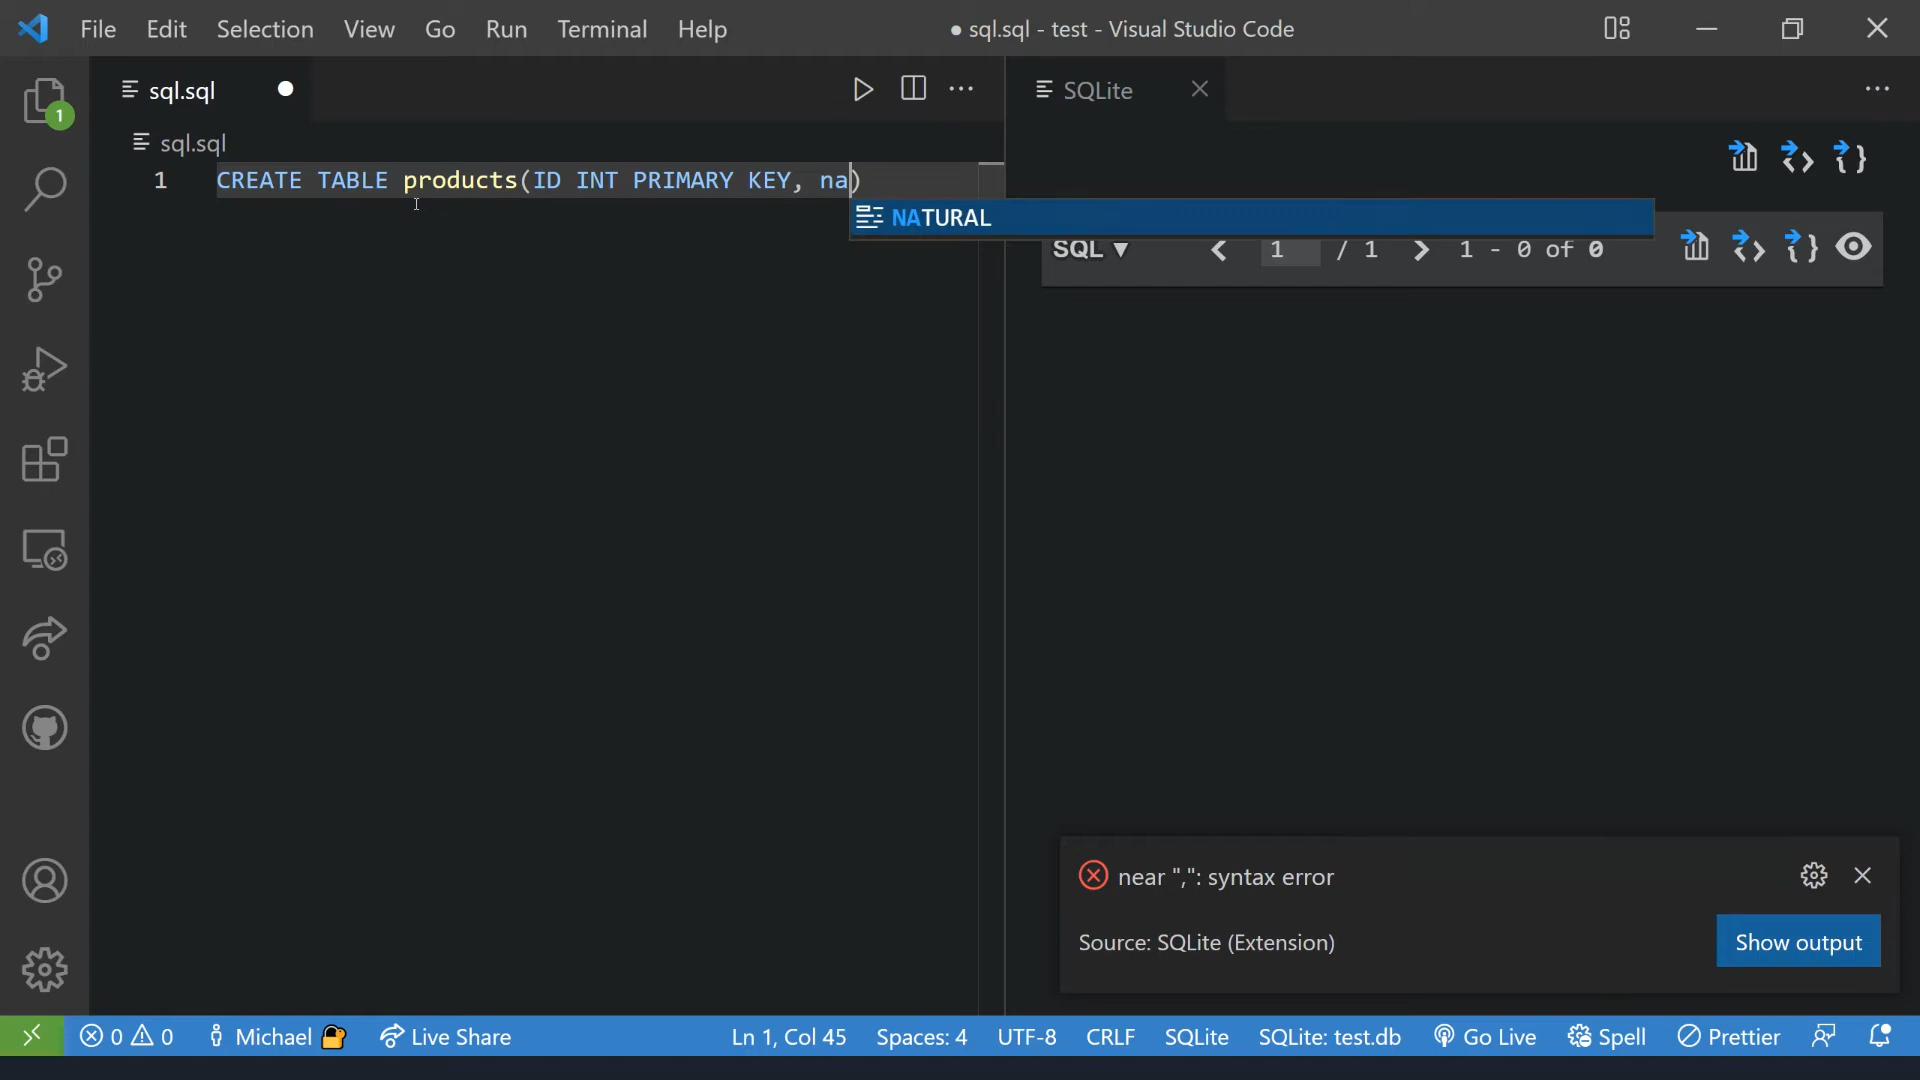 File Edit Selection View Go Run Terminal Help ● sql.sql - test - Visual Studio Code
sql.sql
SQLite
1
sql.sql
1 CREATE TABLE products(ID INT PRIMARY KEY, na)
NATURAL
SQL ▼ 1 / 1 1 - 0 of 0
near ",": syntax error
Source: SQLite (Extension)
Show output
0 0 Michael Live Share Ln 1, Col 45 Spaces: 4 UTF-8 CRLF SQLite SQLite: test.db Go Live Spell Prettier